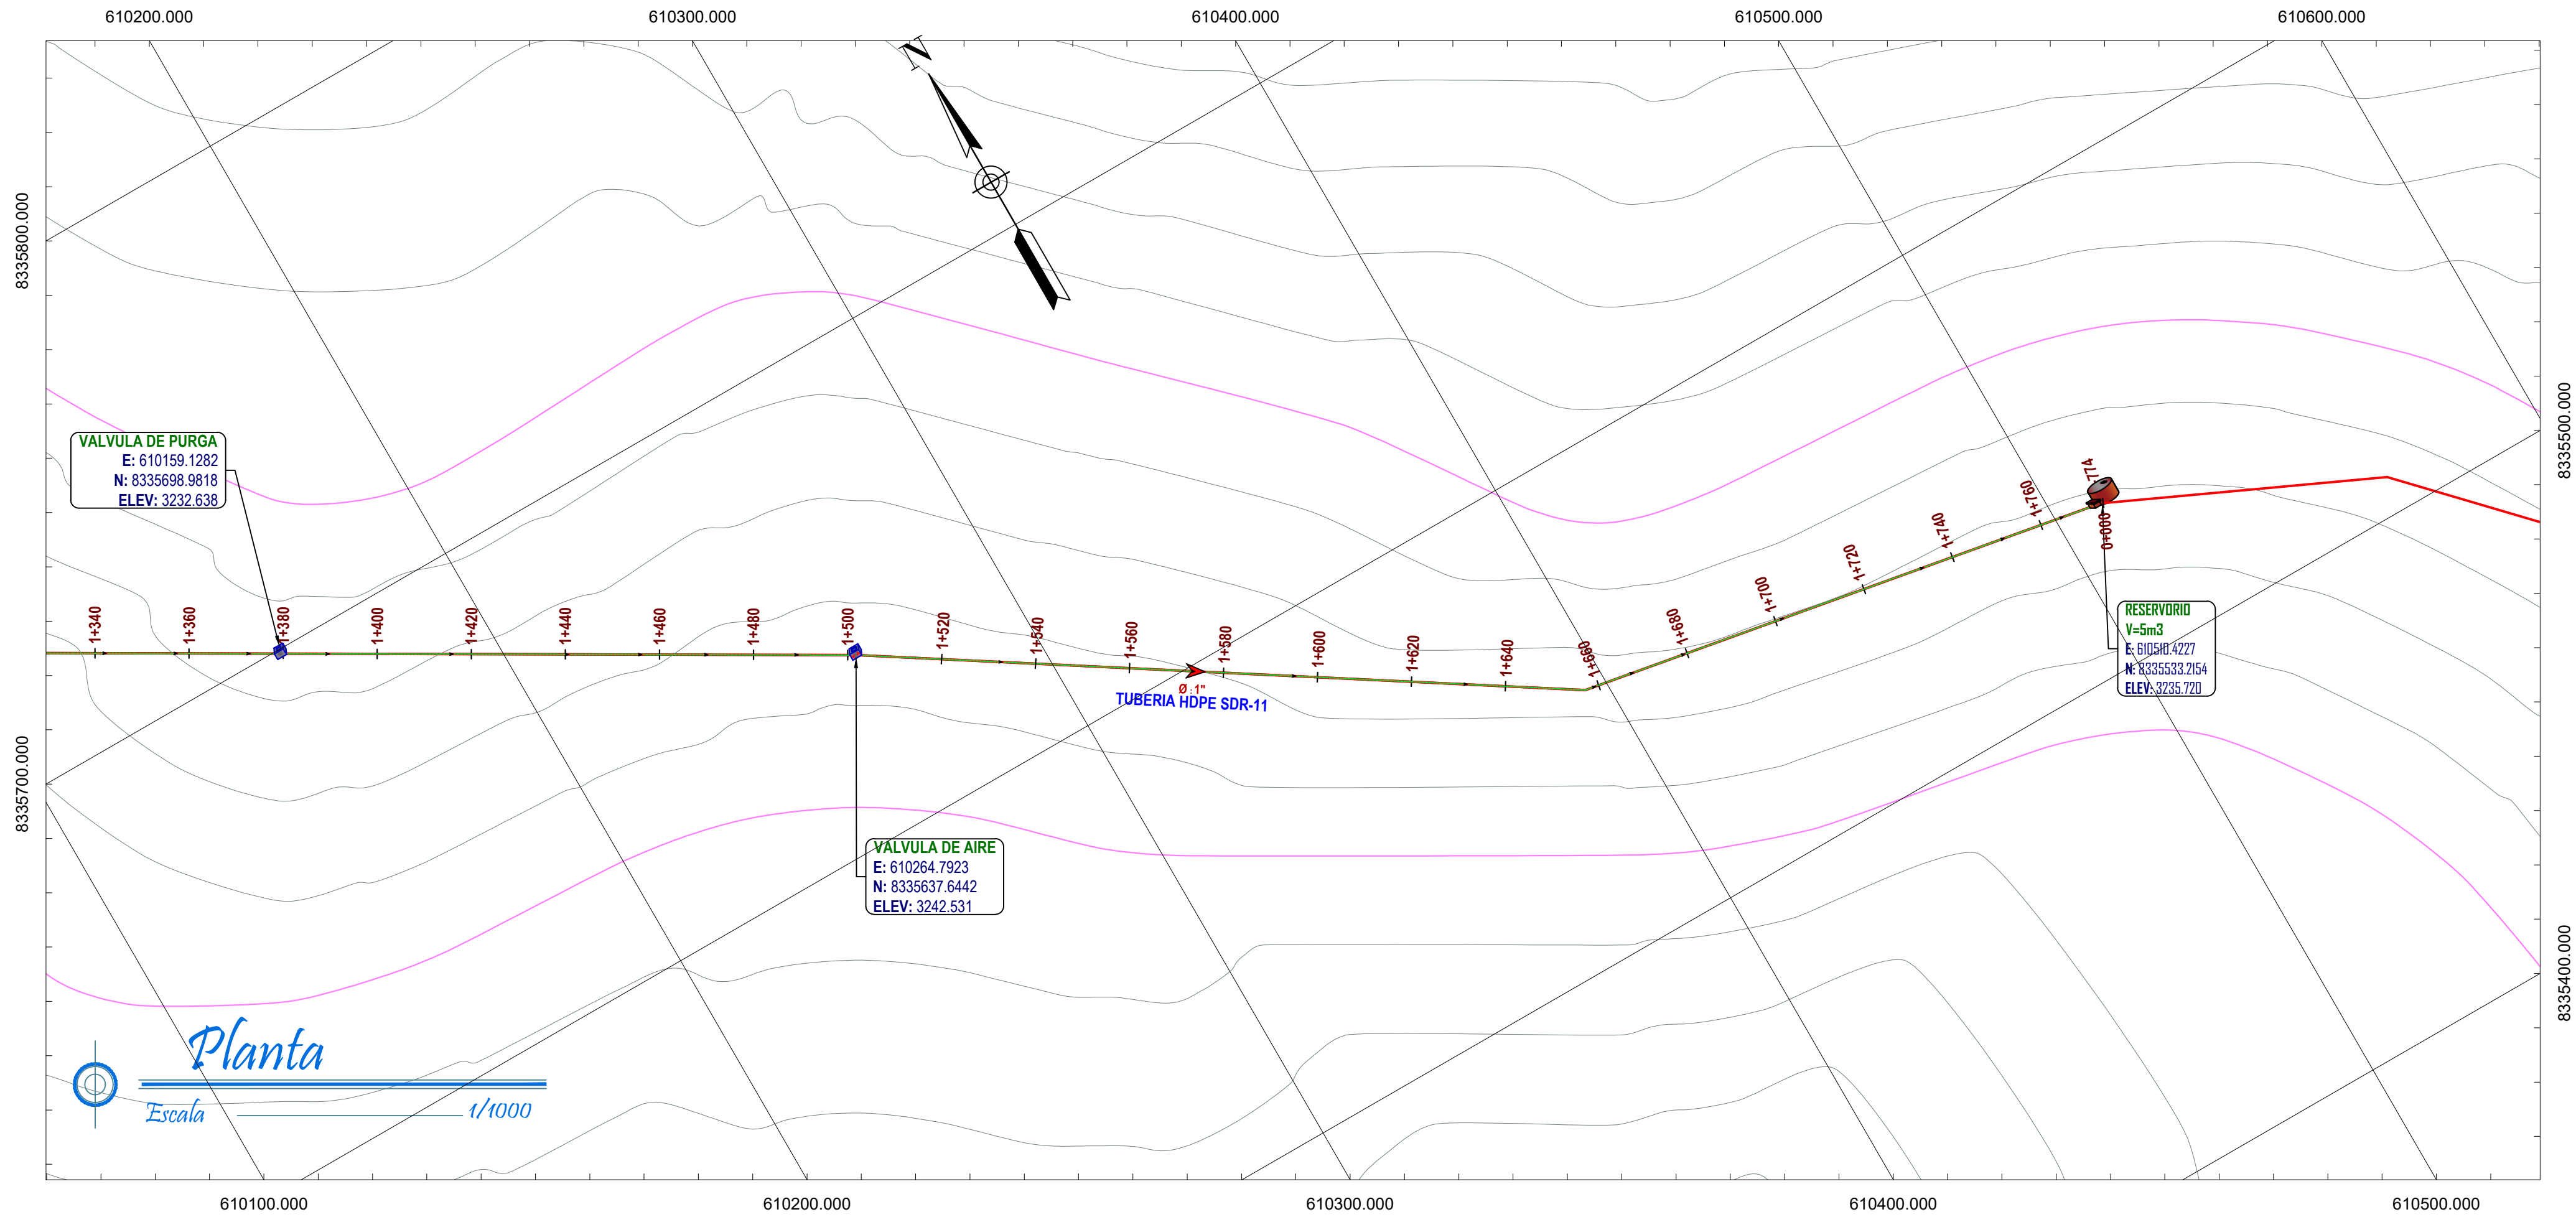 610200.000
610300.000
610400.000
610500.000
610600.000
N
8335800.000
8335700.000
8335500.000
8335400.000
VALVULA DE PURGA
E: 610159.1282
N: 8335698.9818
ELEV: 3232.638
1+340
1+360
1+380
1+400
1+420
1+440
1+460
1+480
1+500
1+520
1+540
1+560
1+580
1+600
1+620
1+640
1+660
1+680
1+700
1+720
1+740
1+760
0+000
Ø : 1"
TUBERIA HDPE SDR-11
RESERVORIO
V=5m3
E: 610510.4227
N: 8335533.2154
ELEV: 3235.720
VALVULA DE AIRE
E: 610264.7923
N: 8335637.6442
ELEV: 3242.531
Planta
Escala 1/1000
610100.000
610200.000
610300.000
610400.000
610500.000